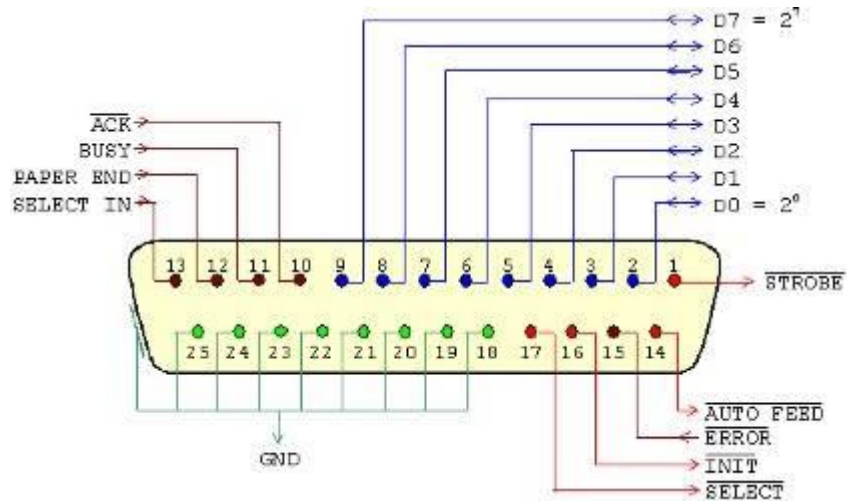 D7 = 2⁷
D6
D5
D4
D3
D2
D1
D0 = 2⁰
ACK
BUSY
PAPER END
SELECT IN
13 12 11 10 9 8 7 6 5 4 3 2 1
STROBE
25 24 23 22 21 20 19 18 17 16 15 14
AUTO FEED
ERROR
INIT
SELECT
GND